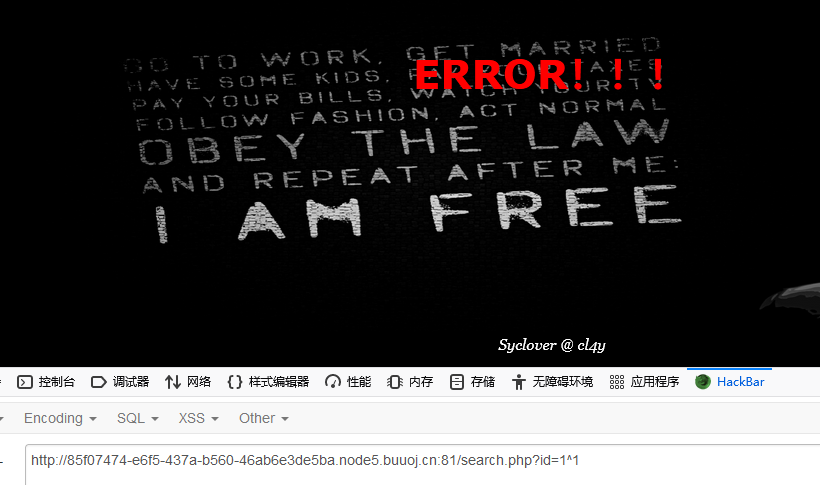 GO TO WORK. GET MARRIED
HAVE SOME KIDS. PAY YOUR TAXES
ERROR！！！
PAY YOUR BILLS. WATCH YOUR TV
FOLLOW FASHION. ACT NORMAL
OBEY THE LAW
AND REPEAT AFTER ME:
I AM FREE
Syclover @ cl4y
控制台 调试器 网络 样式编辑器 性能 内存 存储 无障碍环境 应用程序 HackBar
Encoding SQL XSS Other
http://85f07474-e6f5-437a-b560-46ab6e3de5ba.node5.buuoj.cn:81/search.php?id=1^1